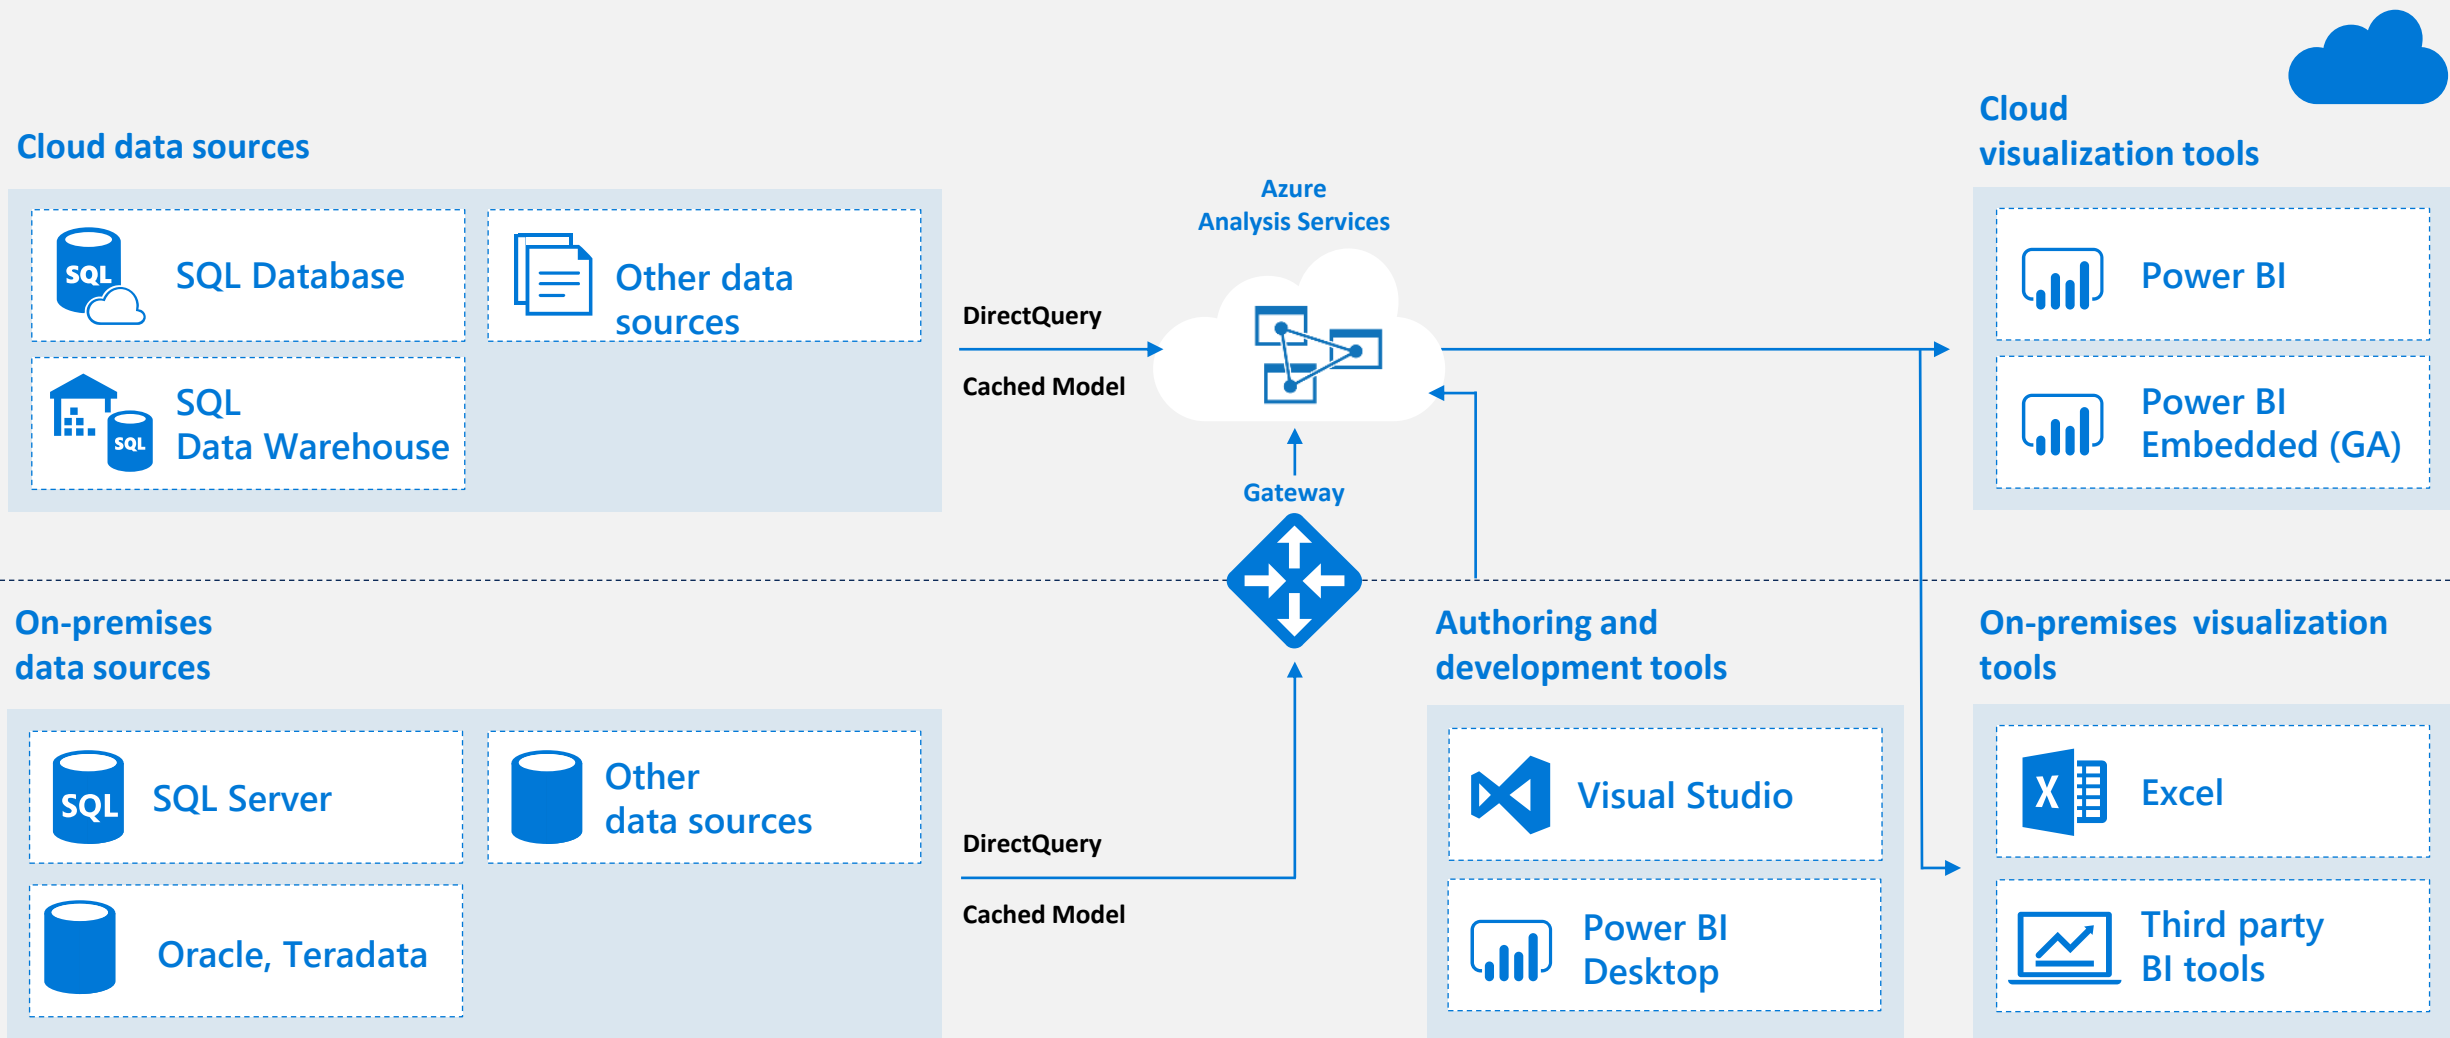 Cloud data sources
SQL
SQL Database
Other data
sources
SQL
SQL
Data Warehouse
DirectQuery
Cached Model
Azure
Analysis Services
Gateway
Cloud
visualization tools
Power BI
Power BI
Embedded (GA)
On-premises
data sources
SQL
SQL Server
Other
data sources
Oracle, Teradata
DirectQuery
Cached Model
Authoring and
development tools
Visual Studio
Power BI
Desktop
On-premises visualization
tools
X
Excel
Third party
BI tools